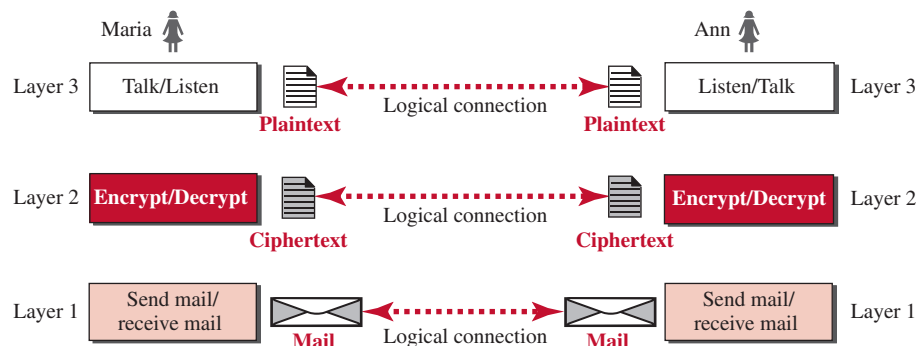 Maria
Ann
Layer 3
Talk/Listen
Plaintext
Logical connection
Plaintext
Listen/Talk
Layer 3
Layer 2
Encrypt/Decrypt
Ciphertext
Logical connection
Ciphertext
Encrypt/Decrypt
Layer 2
Layer 1
Send mail/
receive mail
Mail
Logical connection
Mail
Send mail/
receive mail
Layer 1